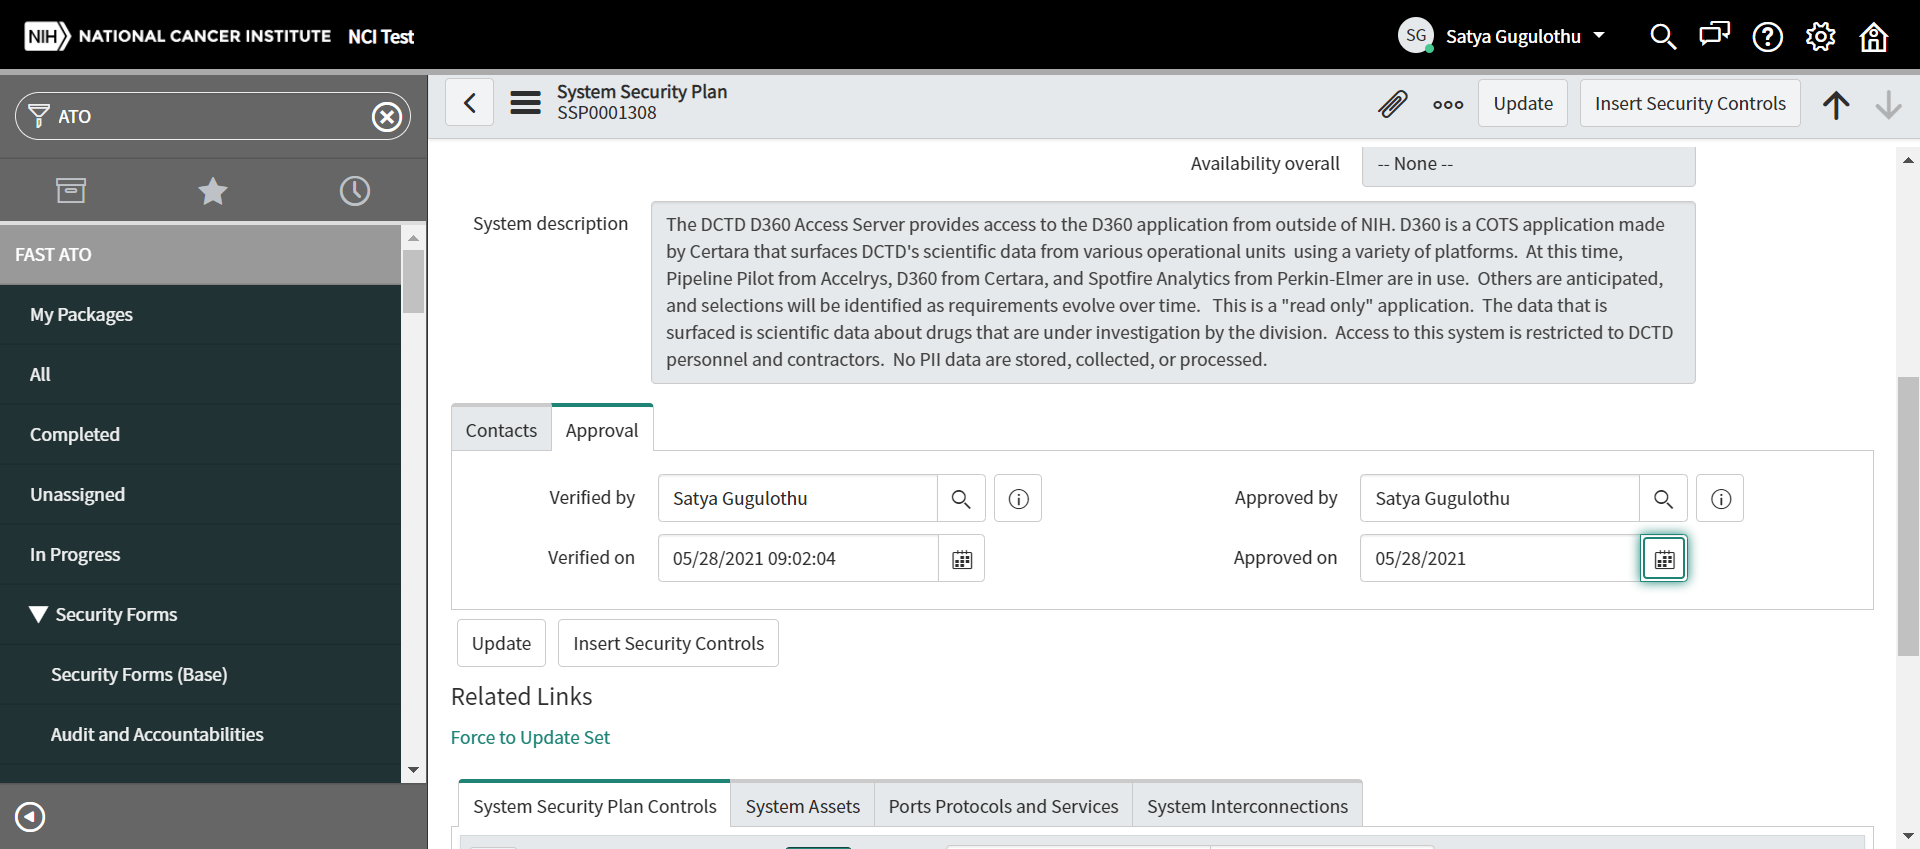 NIH NATIONAL CANCER INSTITUTE NCI Test
SG Satya Gugulothu
ATO
System Security Plan
SSP0001308
Update
Insert Security Controls
FAST ATO
My Packages
All
Completed
Unassigned
In Progress
Security Forms
Security Forms (Base)
Audit and Accountabilities
Availability overall
-- None --
System description
The DCTD D360 Access Server provides access to the D360 application from outside of NIH. D360 is a COTS application made
by Certara that surfaces DCTD's scientific data from various operational units using a variety of platforms. At this time,
Pipeline Pilot from Accelrys, D360 from Certara, and Spotfire Analytics from Perkin-Elmer are in use. Others are anticipated,
and selections will be identified as requirements evolve over time. This is a "read only" application. The data that is
surfaced is scientific data about drugs that are under investigation by the division. Access to this system is restricted to DCTD
personnel and contractors. No PII data are stored, collected, or processed.
Contacts
Approval
Verified by
Satya Gugulothu
Approved by
Satya Gugulothu
Verified on
05/28/2021 09:02:04
Approved on
05/28/2021
Update
Insert Security Controls
Related Links
Force to Update Set
System Security Plan Controls
System Assets
Ports Protocols and Services
System Interconnections